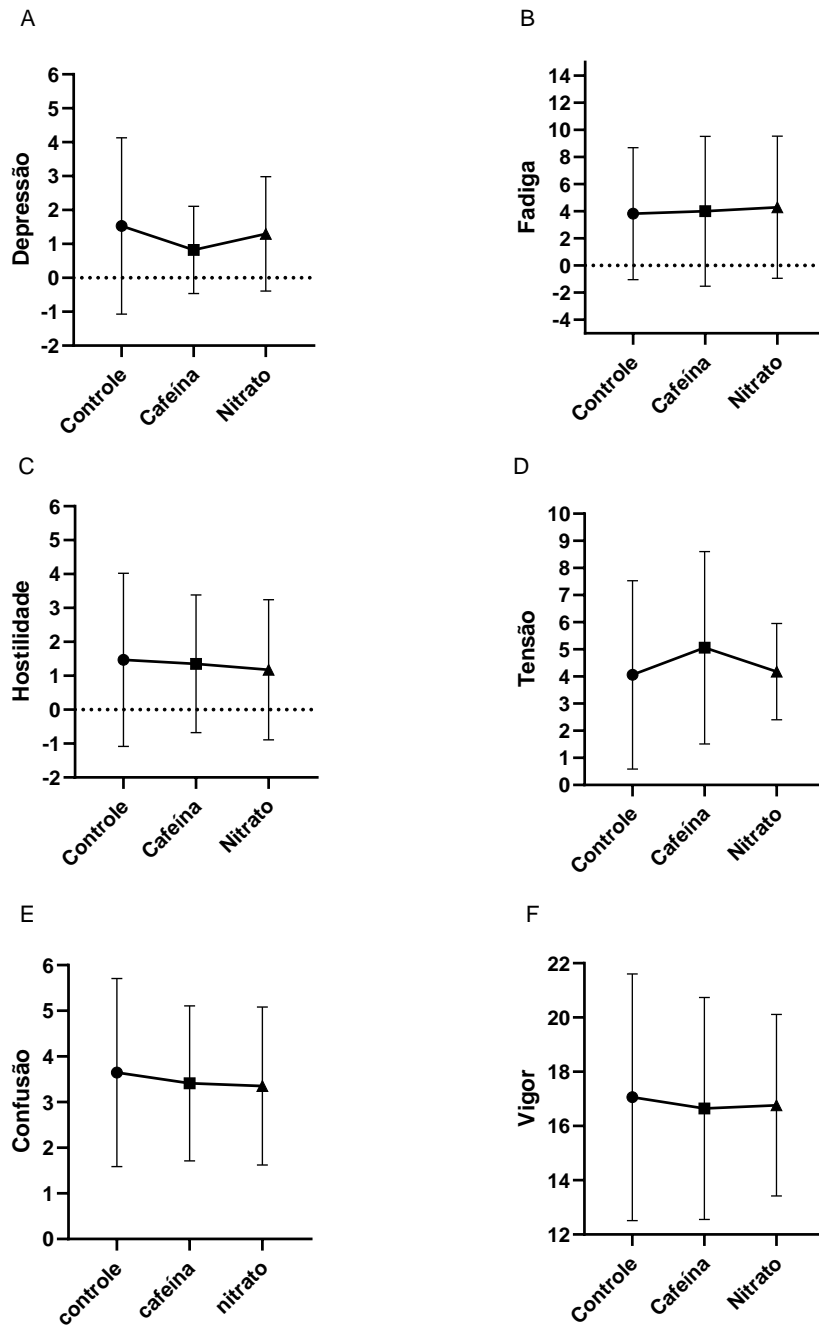 A
6
5
4
3
2
1
0
-1
-2
Depressão
Controle
Cafeína
Nitrato
B
14
12
10
8
6
4
2
0
-2
-4
Fadiga
Controle
Cafeína
Nitrato
C
6
5
4
3
2
1
0
-1
-2
Hostilidade
Controle
Cafeína
Nitrato
D
10
9
8
7
6
5
4
3
2
1
0
Tensão
Controle
Cafeína
Nitrato
E
6
5
4
3
2
1
0
Confusão
controle
cafeína
nitrato
F
22
20
18
16
14
12
Vigor
Controle
Cafeína
Nitrato